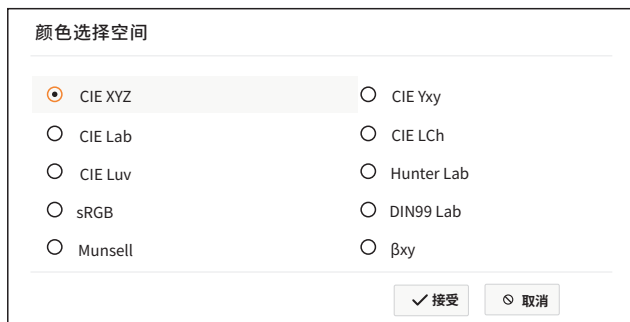 颜色选择空间
CIE XYZ
CIE Yxy
CIE Lab
CIE LCh
CIE Luv
Hunter Lab
sRGB
DIN99 Lab
Munsell
βxy
接受
取消